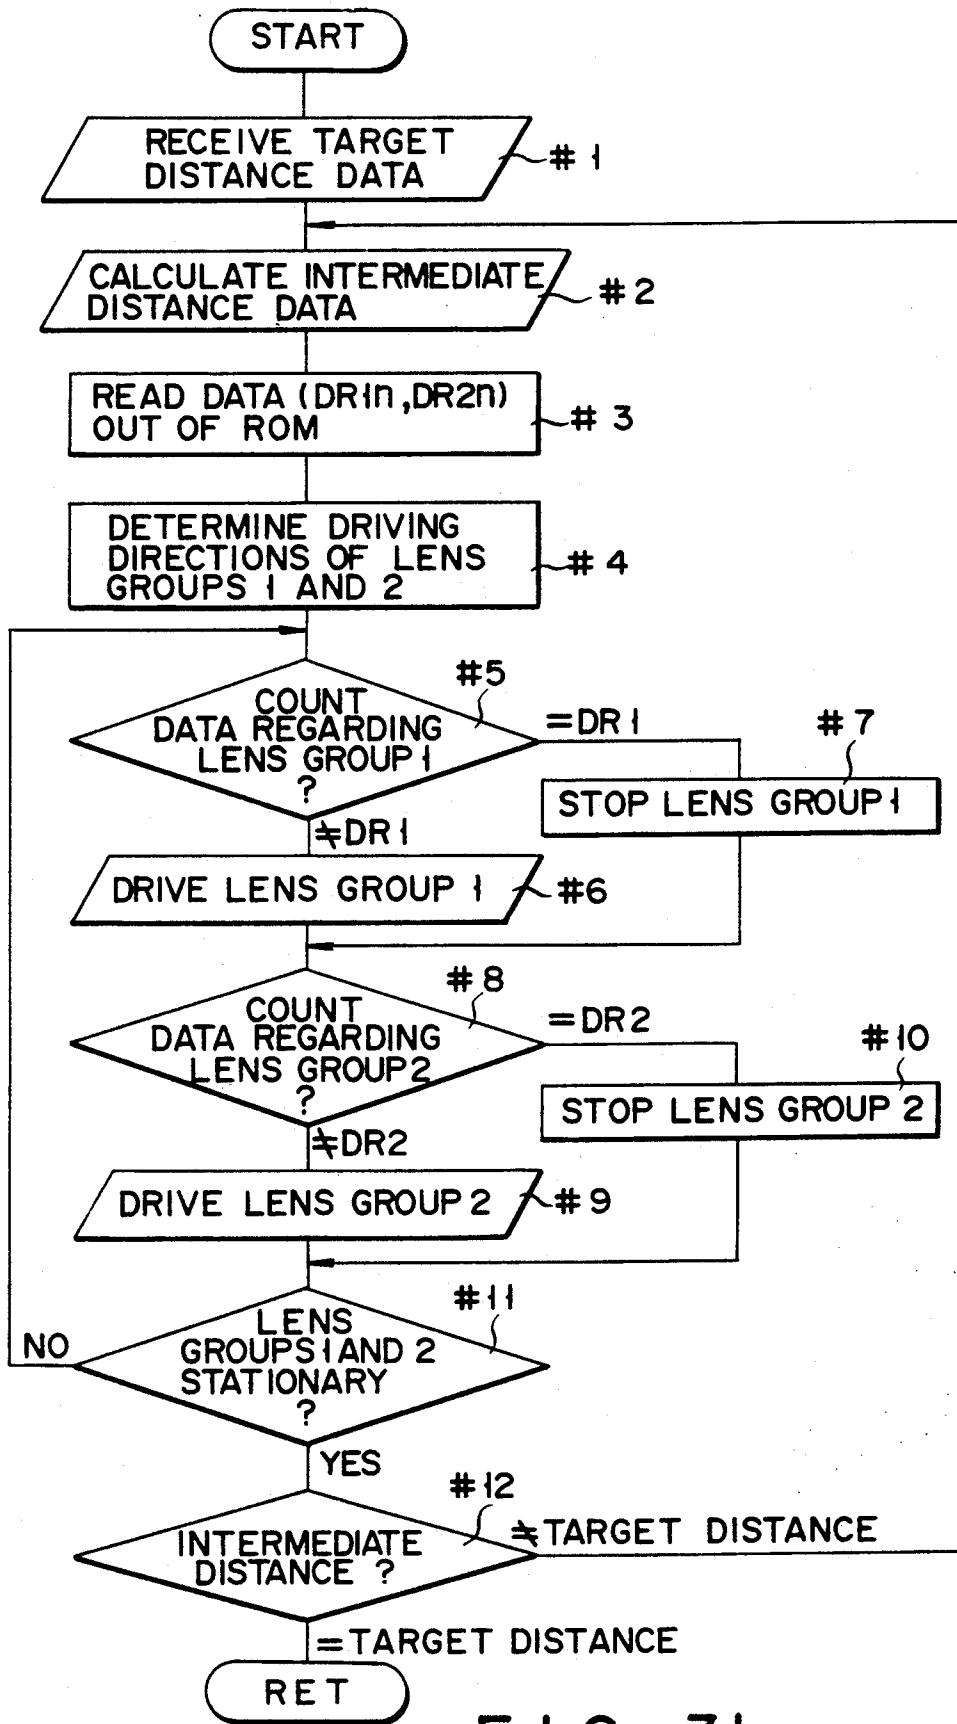 START
RECEIVE TARGET
DISTANCE DATA
#1
CALCULATE INTERMEDIATE
DISTANCE DATA
#2
READ DATA (DR1n,DR2n)
OUT OF ROM
#3
DETERMINE DRIVING
DIRECTIONS OF LENS
GROUPS 1 AND 2
#4
#5
COUNT
DATA REGARDING
LENS GROUP 1
?
=DR1
#7
STOP LENS GROUP 1
≠DR1
DRIVE LENS GROUP 1
#6
#8
COUNT
DATA REGARDING
LENS GROUP 2
?
=DR2
#10
STOP LENS GROUP 2
≠DR2
DRIVE LENS GROUP 2
#9
#11
LENS
GROUPS 1 AND 2
STATIONARY
?
NO
YES
#12
INTERMEDIATE
DISTANCE ?
≠TARGET DISTANCE
=TARGET DISTANCE
RET